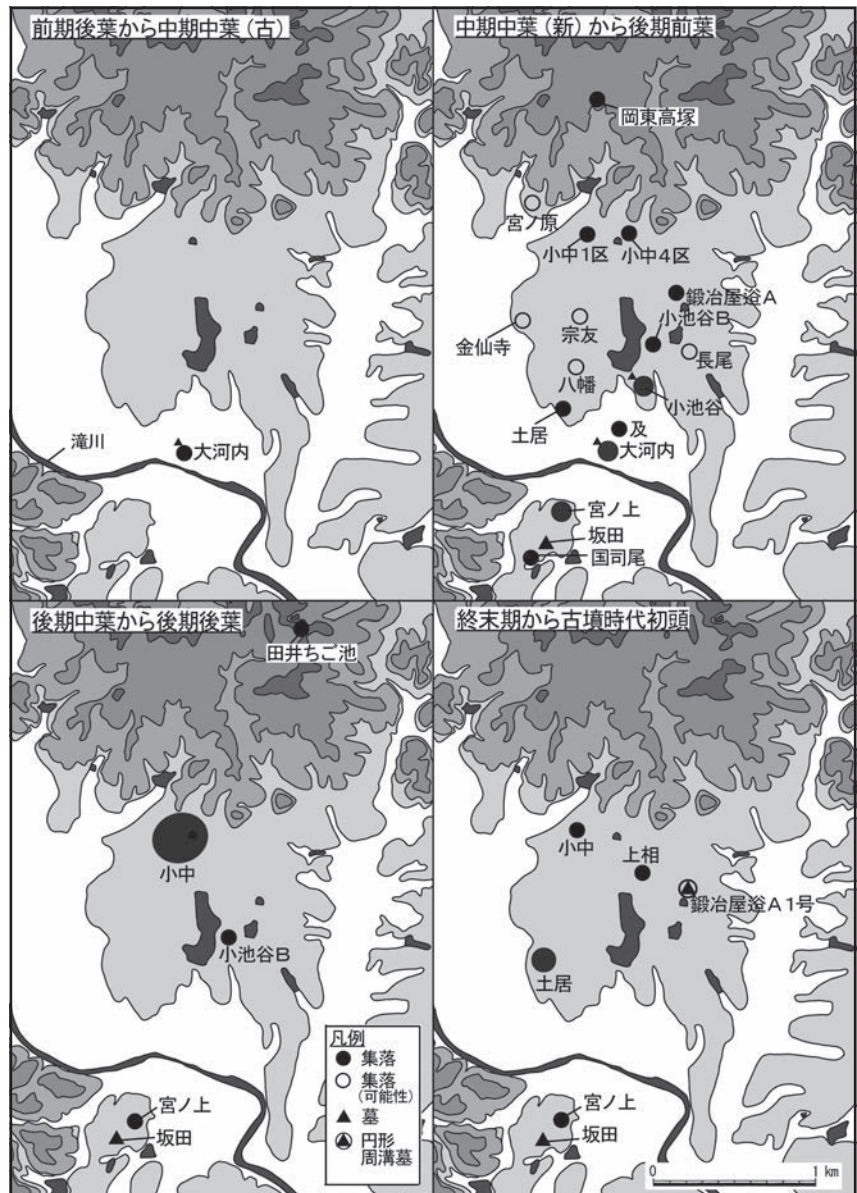 前期後葉から中期中葉（古）
滝川
大河内
中期中葉（新）から後期前葉
岡東高塚
宮ノ原
小中1区
小中4区
鍛冶屋逧A
小池谷B
金仙寺
宗友
長尾
八幡
小池谷
土居
及
大河内
宮ノ上
坂田
国司尾
後期中葉から後期後葉
田井ちご池
小中
小池谷B
宮ノ上
坂田
凡例
集落
集落
（可能性）
墓
円形
周溝墓
終末期から古墳時代初頭
小中
上相
鍛冶屋逧A1号
土居
宮ノ上
坂田
0 1km